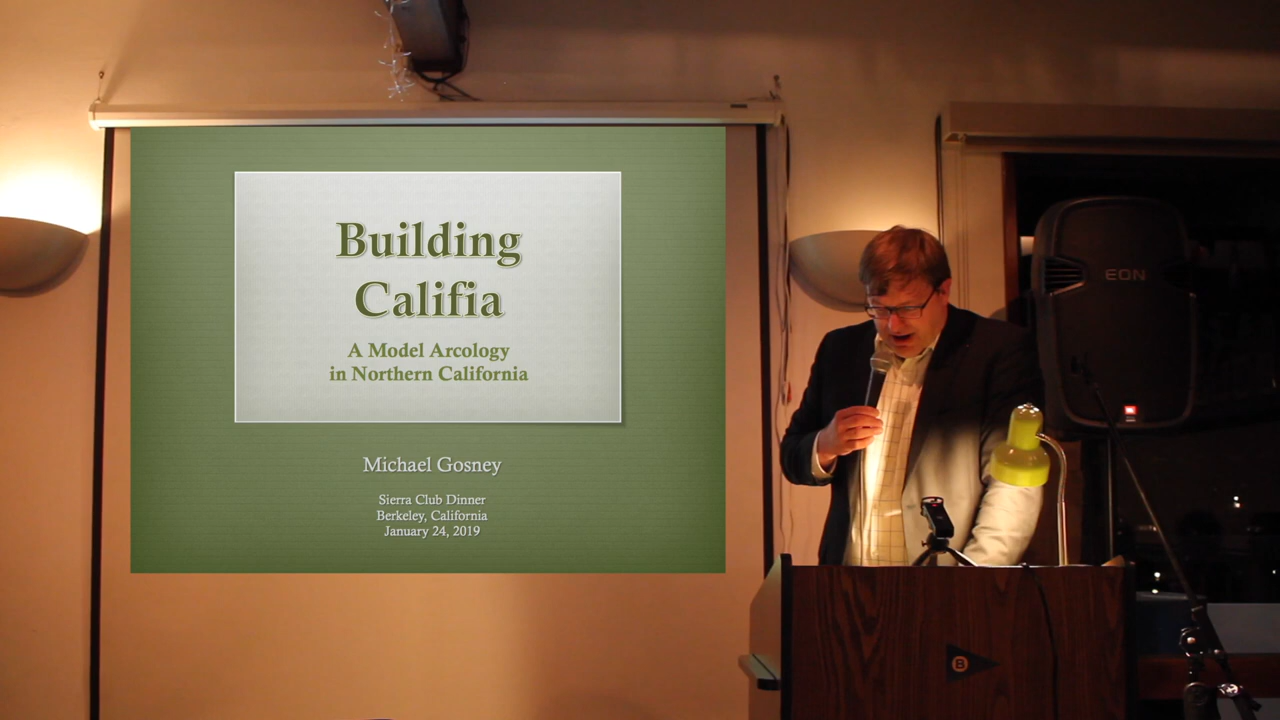 Building
Califia
A Model Arcology
in Northern California
Michael Gosney
Sierra Club Dinner
Berkeley, California
January 24, 2019
EON
B